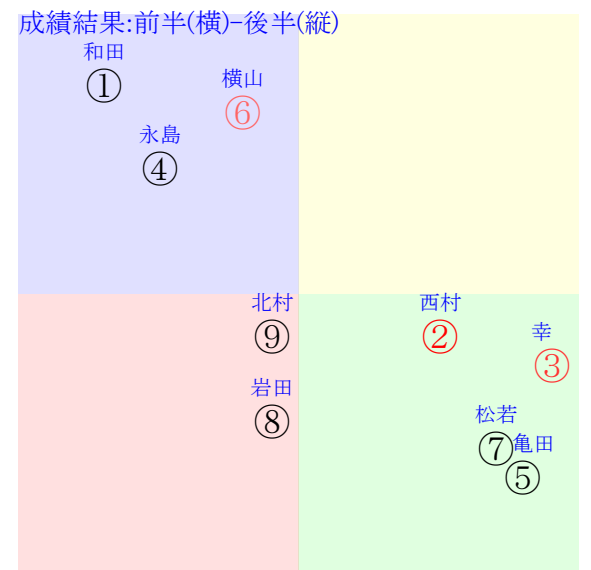 成績結果:前半(横)-後半(縦)
和田
①
横山
⑥
永島
④
北村
⑨
西村
②
幸
③
岩田
⑧
松若
⑦
亀田
⑤